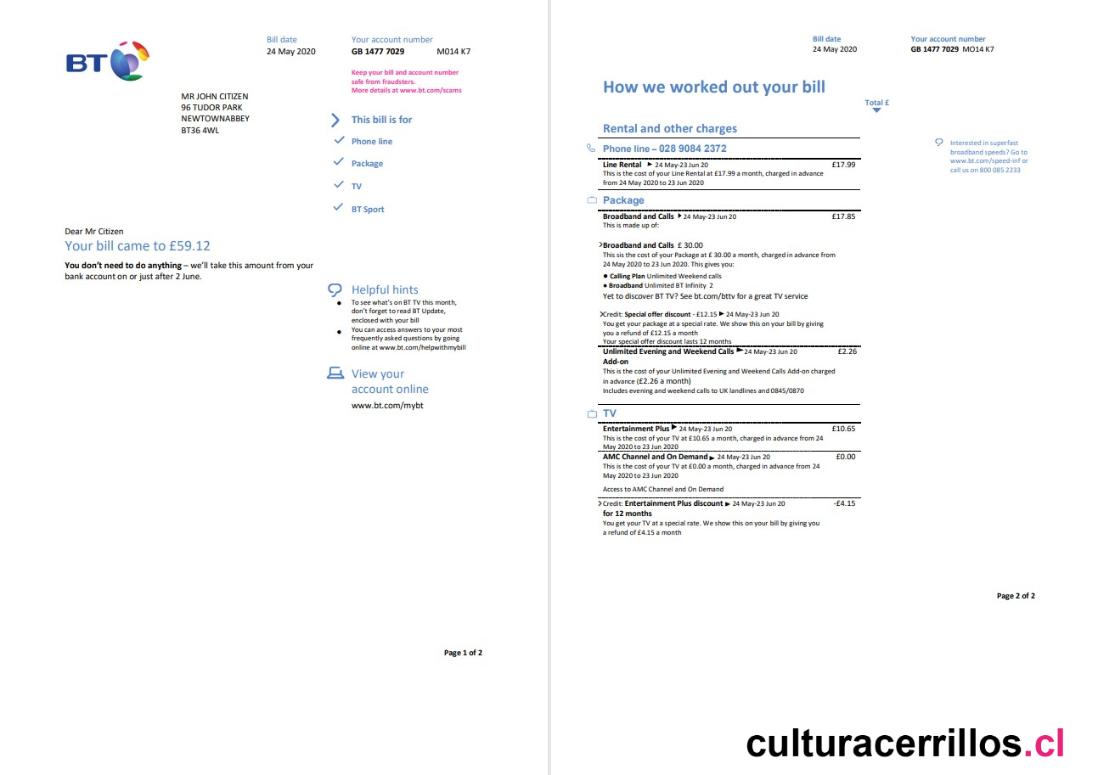 BT
Bill date
24 May 2020
Your account number
GB 1477 7029 MO14 K7
Keep your bill and account number
safe from fraudsters.
More details at www.bt.com/scams
MR JOHN CITIZEN
96 TUDOR PARK
NEWTOWNABBEY
BT36 4WL
This bill is for
Phone line
Package
TV
BT Sport
Dear Mr Citizen
Your bill came to £59.12
You don't need to do anything – we'll take this amount from your
bank account on or just after 2 June.
Helpful hints
To see what's on BT TV this month,
don't forget to read BT Update,
enclosed with your bill
You can access answers to your most
frequently asked questions by going
online at www.bt.com/helpwithmybill
View your
account online
www.bt.com/mybt
Page 1 of 2
Bill date
24 May 2020
Your account number
GB 1477 7029 MO14 K7
How we worked out your bill
Total £
Rental and other charges
Phone line – 028 9084 2372
Line Rental ► 24 May-23 Jun 20 £17.99
This is the cost of your Line Rental at £17.99 a month, charged in advance
from 24 May 2020 to 23 Jun 2020
Interested in superfast
broadband speeds? Go to
www.bt.com/speed-inf or
call us on 800 085 2233
Package
Broadband and Calls ► 24 May-23 Jun 20 £17.85
This is made up of:
Broadband and Calls £ 30.00
This sis the cost of your Package at £ 30.00 a month, charged in advance from
24 May 2020 to 23 Jun 2020. This gives you:
● Calling Plan Unlimited Weekend calls
● Broadband Unlimited BT Infinity 2
Yet to discover BT TV? See bt.com/bttv for a great TV service
Credit: Special offer discount - £12.15 ► 24 May-23 Jun 20
You get your package at a special rate. We show this on your bill by giving
you a refund of £12.15 a month
Your special offer discount lasts 12 months
Unlimited Evening and Weekend Calls ► 24 May-23 Jun 20 £2.26
Add-on
This is the cost of your Unlimited Evening and Weekend Calls Add-on charged
in advance (£2.26 a month)
Includes evening and weekend calls to UK landlines and 0845/0870
TV
Entertainment Plus ► 24 May-23 Jun 20 £10.65
This is the cost of your TV at £10.65 a month, charged in advance from 24
May 2020 to 23 Jun 2020
AMC Channel and On Demand ► 24 May-23 Jun 20 £0.00
This is the cost of your TV at £0.00 a month, charged in advance from 24
May 2020 to 23 Jun 2020
Access to AMC Channel and On Demand
Credit: Entertainment Plus discount ► 24 May-23 Jun 20 -£4.15
for 12 months
You get your TV at a special rate. We show this on your bill by giving you
a refund of £4.15 a month
Page 2 of 2
culturacerrillos.cl